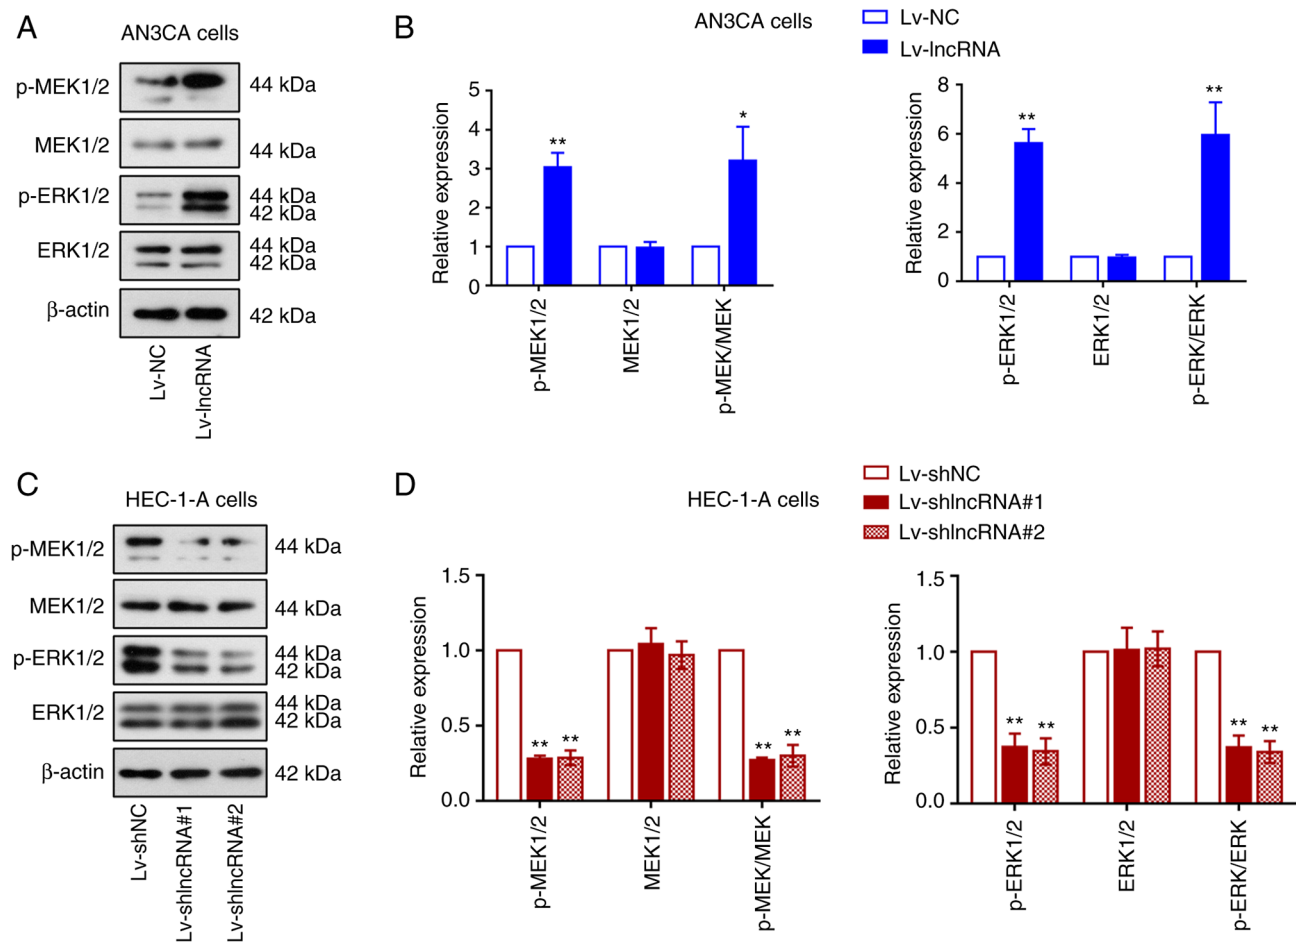 A
AN3CA cells
p-MEK1/2
44 kDa
MEK1/2
44 kDa
p-ERK1/2
44 kDa
42 kDa
ERK1/2
44 kDa
42 kDa
β-actin
42 kDa
Lv-NC
Lv-lncRNA
B
AN3CA cells
Lv-NC
Lv-lncRNA
Relative expression
5
4
3
2
1
0
**
*
p-MEK1/2
MEK1/2
p-MEK/MEK
Relative expression
8
6
4
2
0
**
**
p-ERK1/2
ERK1/2
p-ERK/ERK
C
HEC-1-A cells
p-MEK1/2
44 kDa
MEK1/2
44 kDa
p-ERK1/2
44 kDa
42 kDa
ERK1/2
44 kDa
42 kDa
β-actin
42 kDa
Lv-shNC
Lv-shlncRNA#1
Lv-shlncRNA#2
D
HEC-1-A cells
Lv-shNC
Lv-shlncRNA#1
Lv-shlncRNA#2
Relative expression
1.5
1.0
0.5
0.0
** **
** **
p-MEK1/2
MEK1/2
p-MEK/MEK
Relative expression
1.5
1.0
0.5
0.0
** **
** **
p-ERK1/2
ERK1/2
p-ERK/ERK